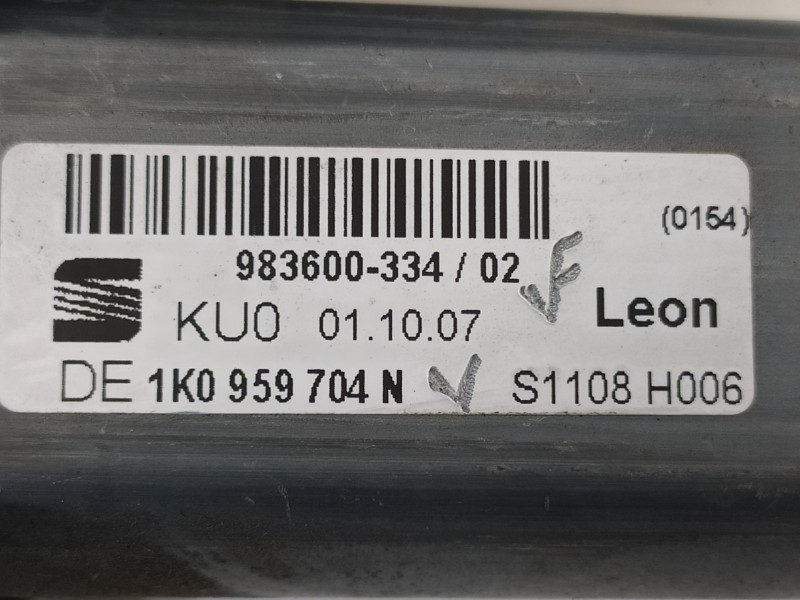 (0154)
983600-334 / 02
F
KU0 01.10.07 Leon
DE 1K0 959 704 N S1108 H006